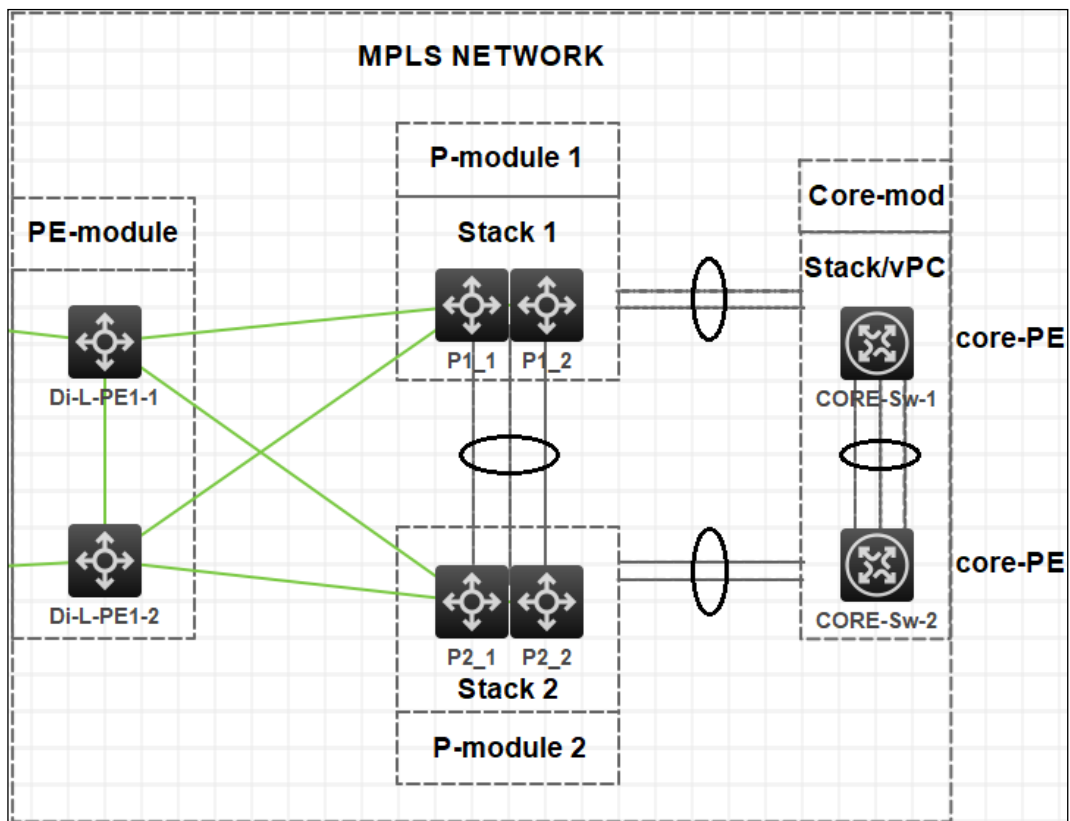 MPLS NETWORK
P-module 1
Stack 1
P1_1
P1_2
PE-module
Di-L-PE1-1
Di-L-PE1-2
Core-mod
Stack/vPC
core-PE
CORE-Sw-1
core-PE
CORE-Sw-2
P2_1
P2_2
Stack 2
P-module 2